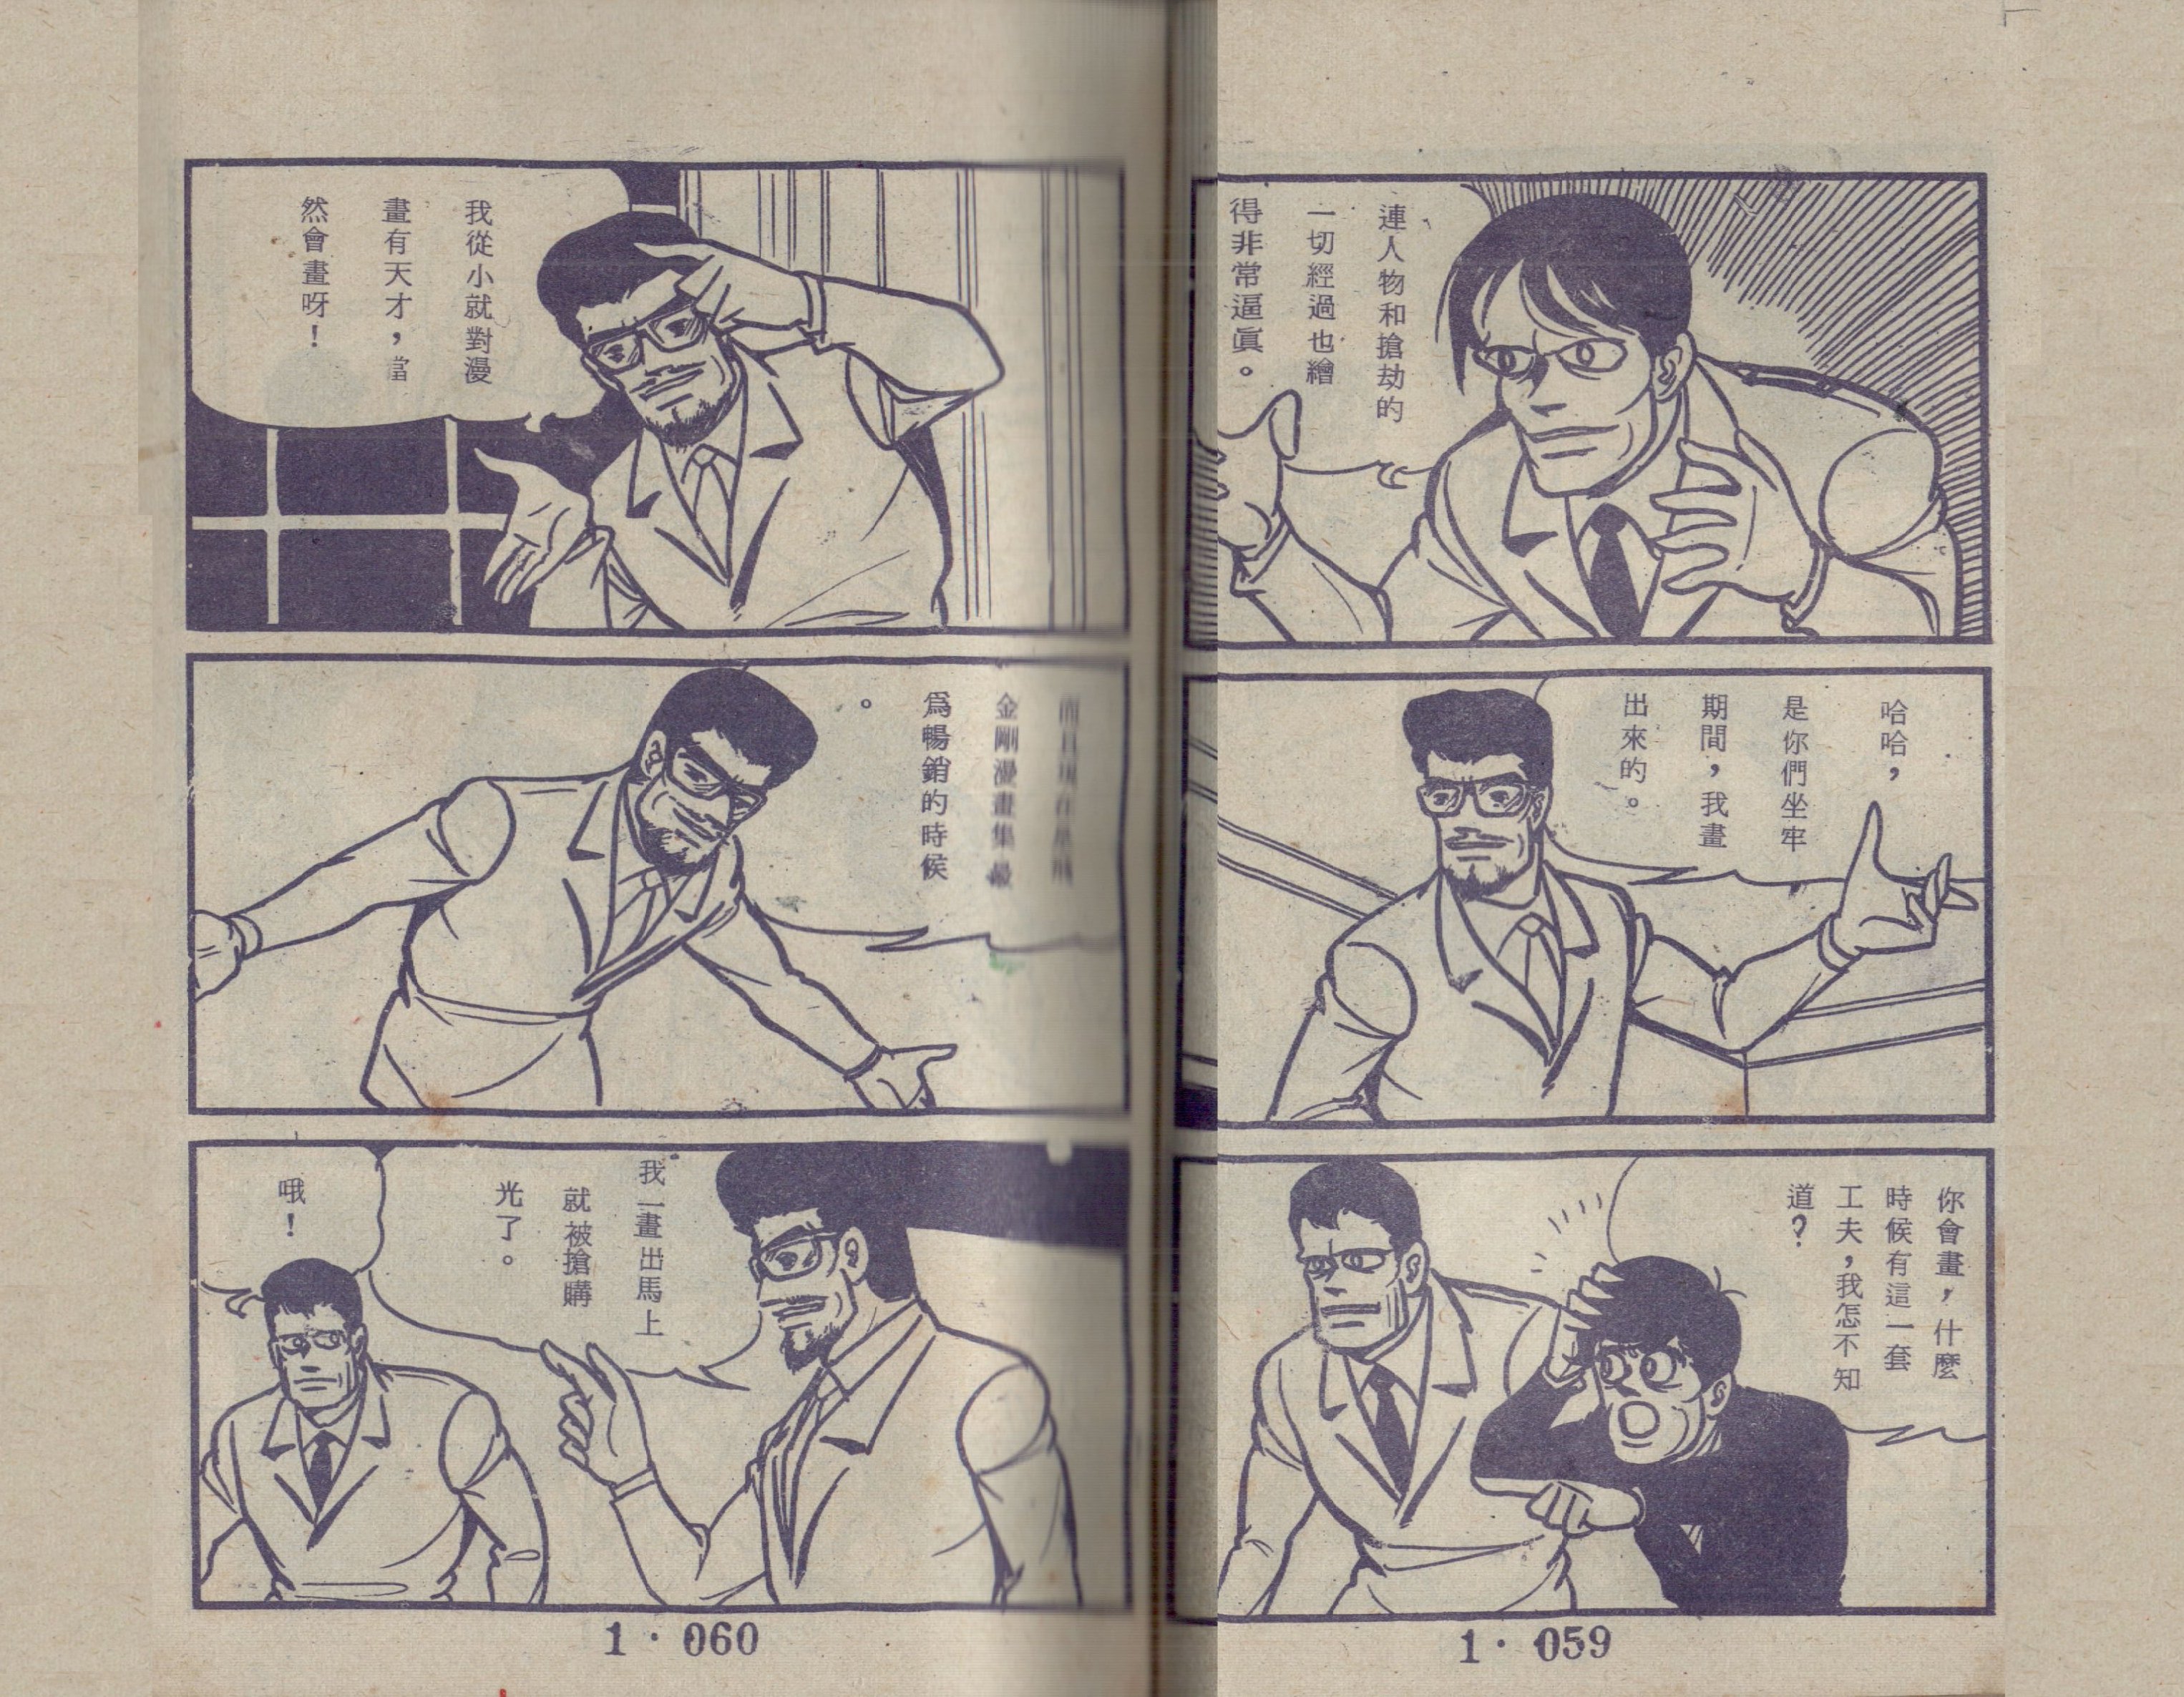 連人物和搶劫的
一切經過也繪
得非常逼眞。
哈哈，
是你們坐牢
期間，我畫
出來的。
你會畫，什麼
時候有這一套
工夫，我怎不知
道？
1·059
我從小就對漫
畫有天才，當
然會畫呀！
金剛漫畫集最
爲暢銷的時候
。
我一畫出馬上
就被搶購
光了。
哦！
1·060